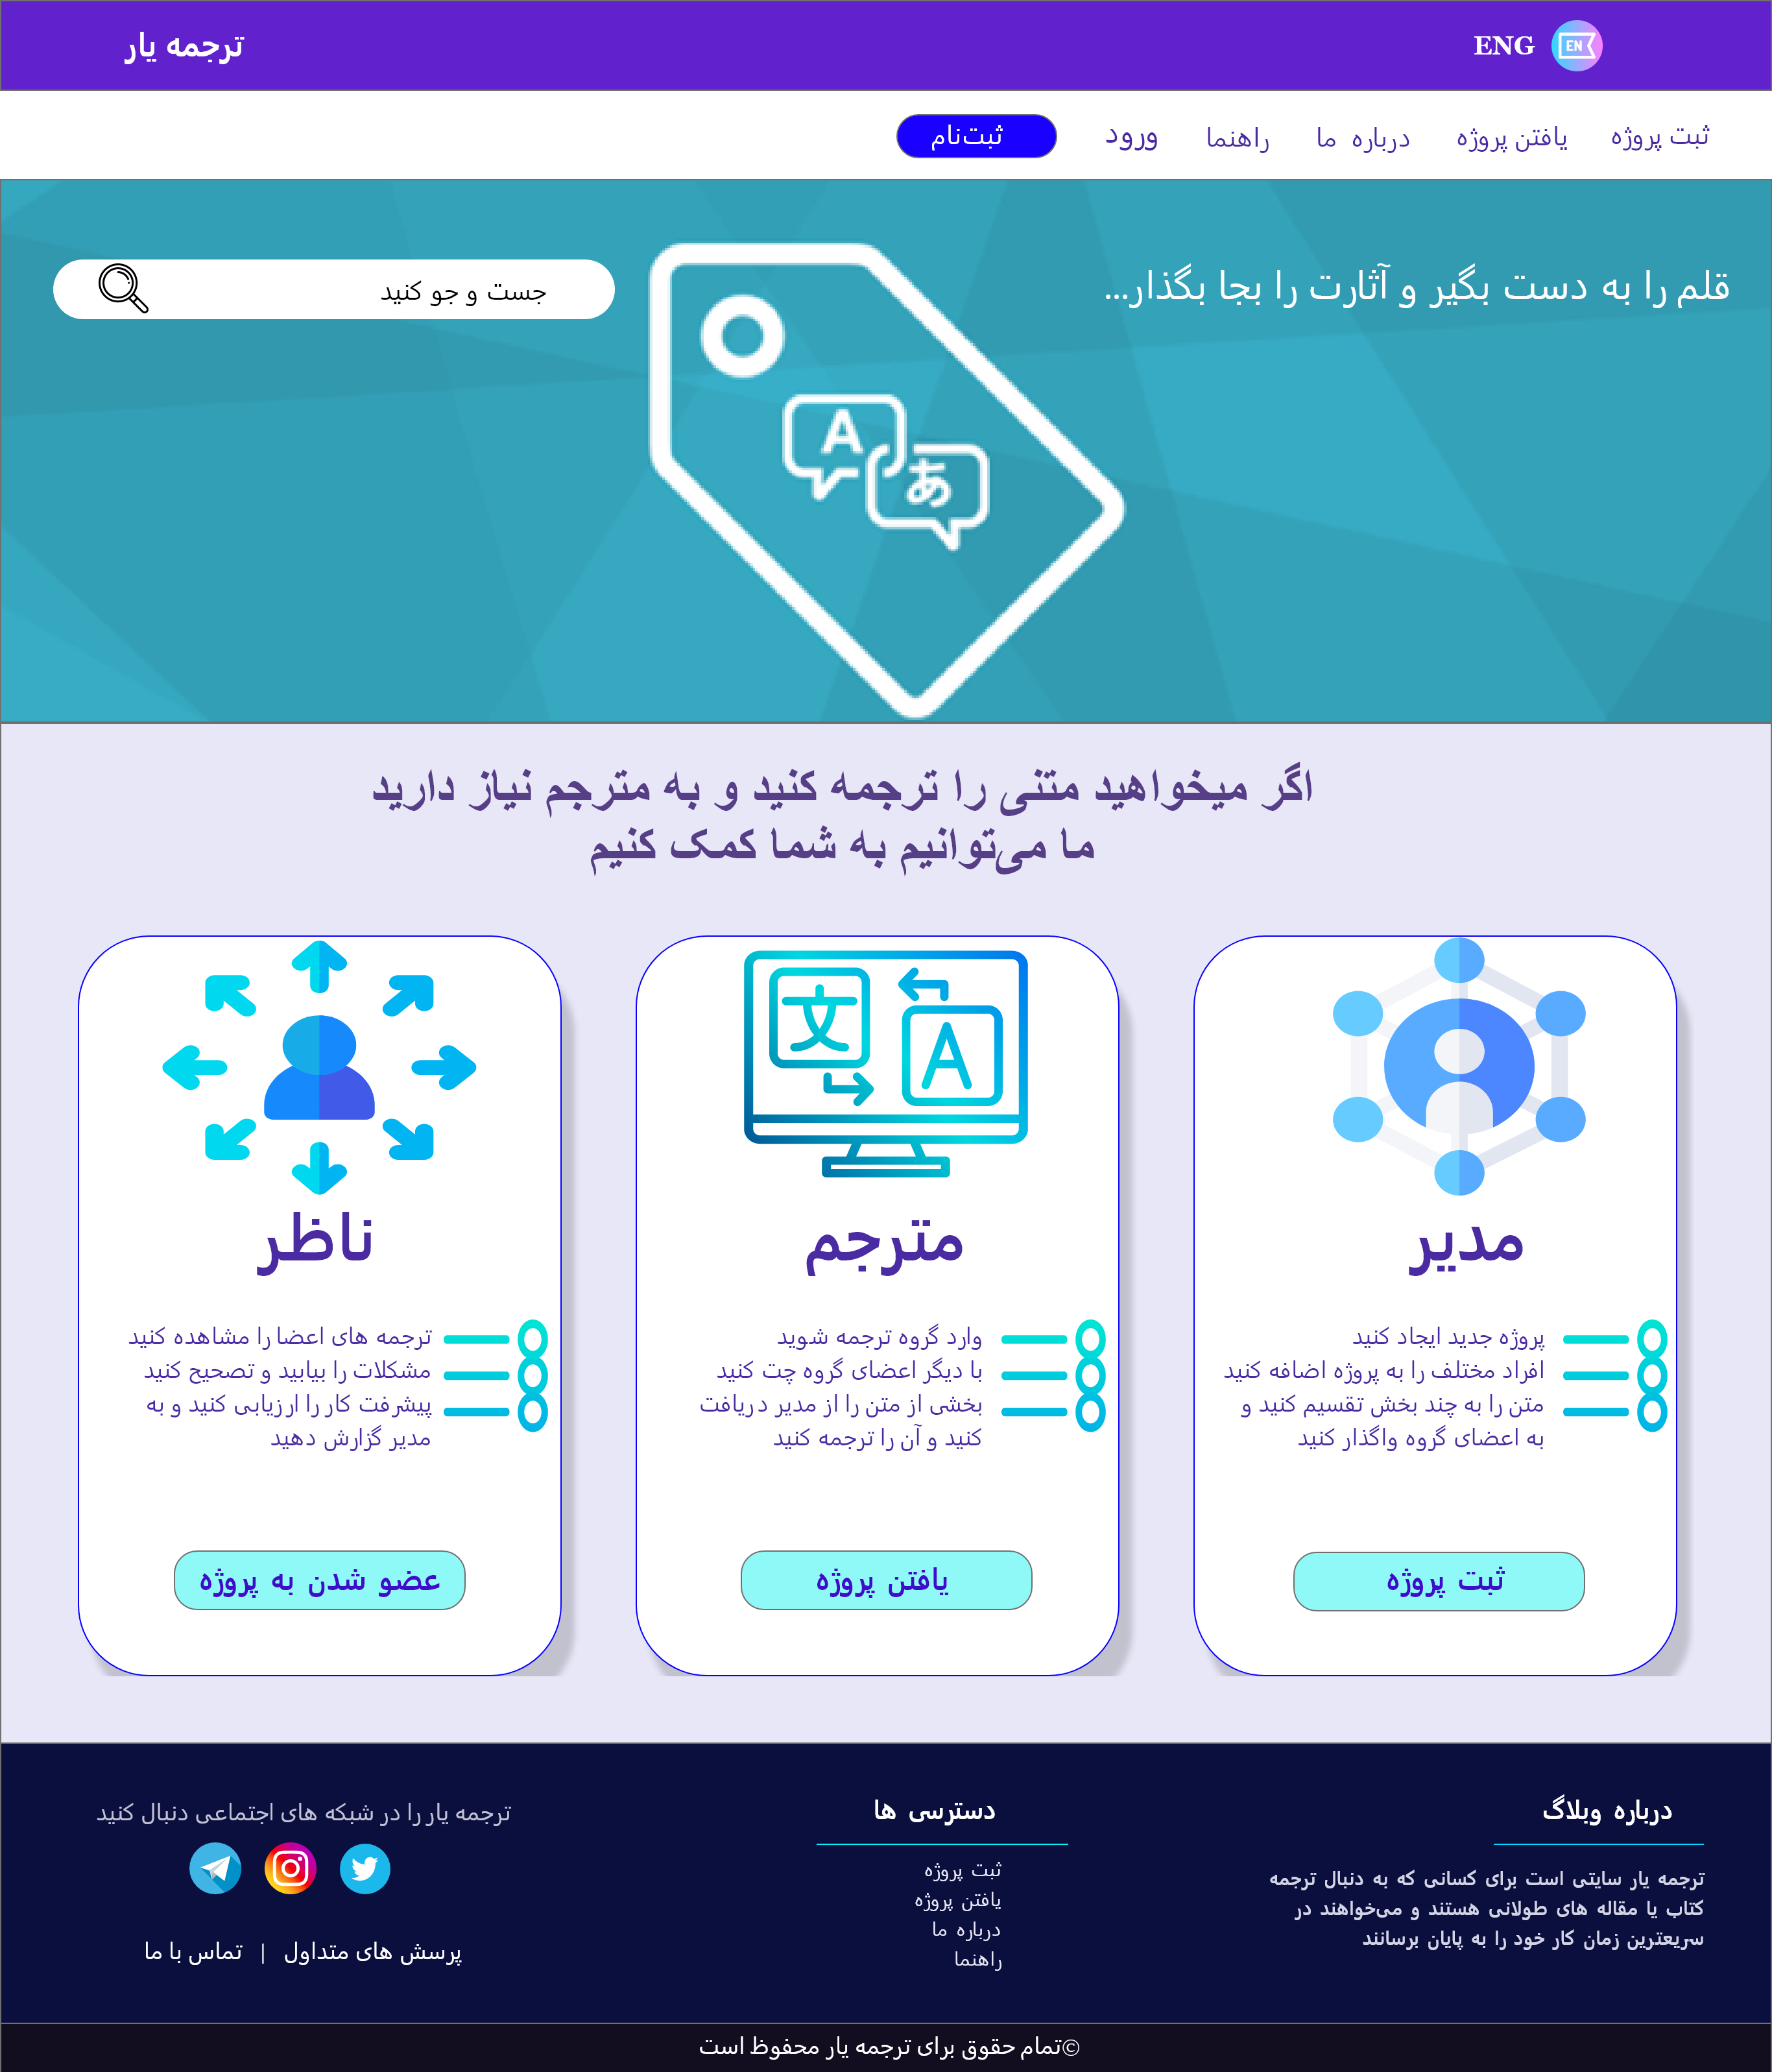 ترجمه یار
ENG
EN
ثبت پروژه
یافتن پروژه
درباره ما
راهنما
ورود
ثبت‌نام
قلم را به دست بگیر و آثارت را بجا بگذار...
جست و جو کنید
A
あ
اگر میخواهید متنی را ترجمه کنید و به مترجم نیاز دارید
ما می‌توانیم به شما کمک کنیم
مدیر
پروژه جدید ایجاد کنید
افراد مختلف را به پروژه اضافه کنید
متن را به چند بخش تقسیم کنید و
به اعضای گروه واگذار کنید
ثبت پروژه
文
A
مترجم
وارد گروه ترجمه شوید
با دیگر اعضای گروه چت کنید
بخشی از متن را از مدیر دریافت
کنید و آن را ترجمه کنید
یافتن پروژه
ناظر
ترجمه های اعضا را مشاهده کنید
مشکلات را بیابید و تصحیح کنید
پیشرفت کار را ارزیابی کنید و به
مدیر گزارش دهید
عضو شدن به پروژه
درباره وبلاگ
ترجمه یار سایتی است برای کسانی که به دنبال ترجمه
کتاب یا مقاله های طولانی هستند و می‌خواهند در
سریعترین زمان کار خود را به پایان برسانند
دسترسی ها
ثبت پروژه
یافتن پروژه
درباره ما
راهنما
ترجمه یار را در شبکه های اجتماعی دنبال کنید
پرسش های متداول | تماس با ما
©تمام حقوق برای ترجمه یار محفوظ است